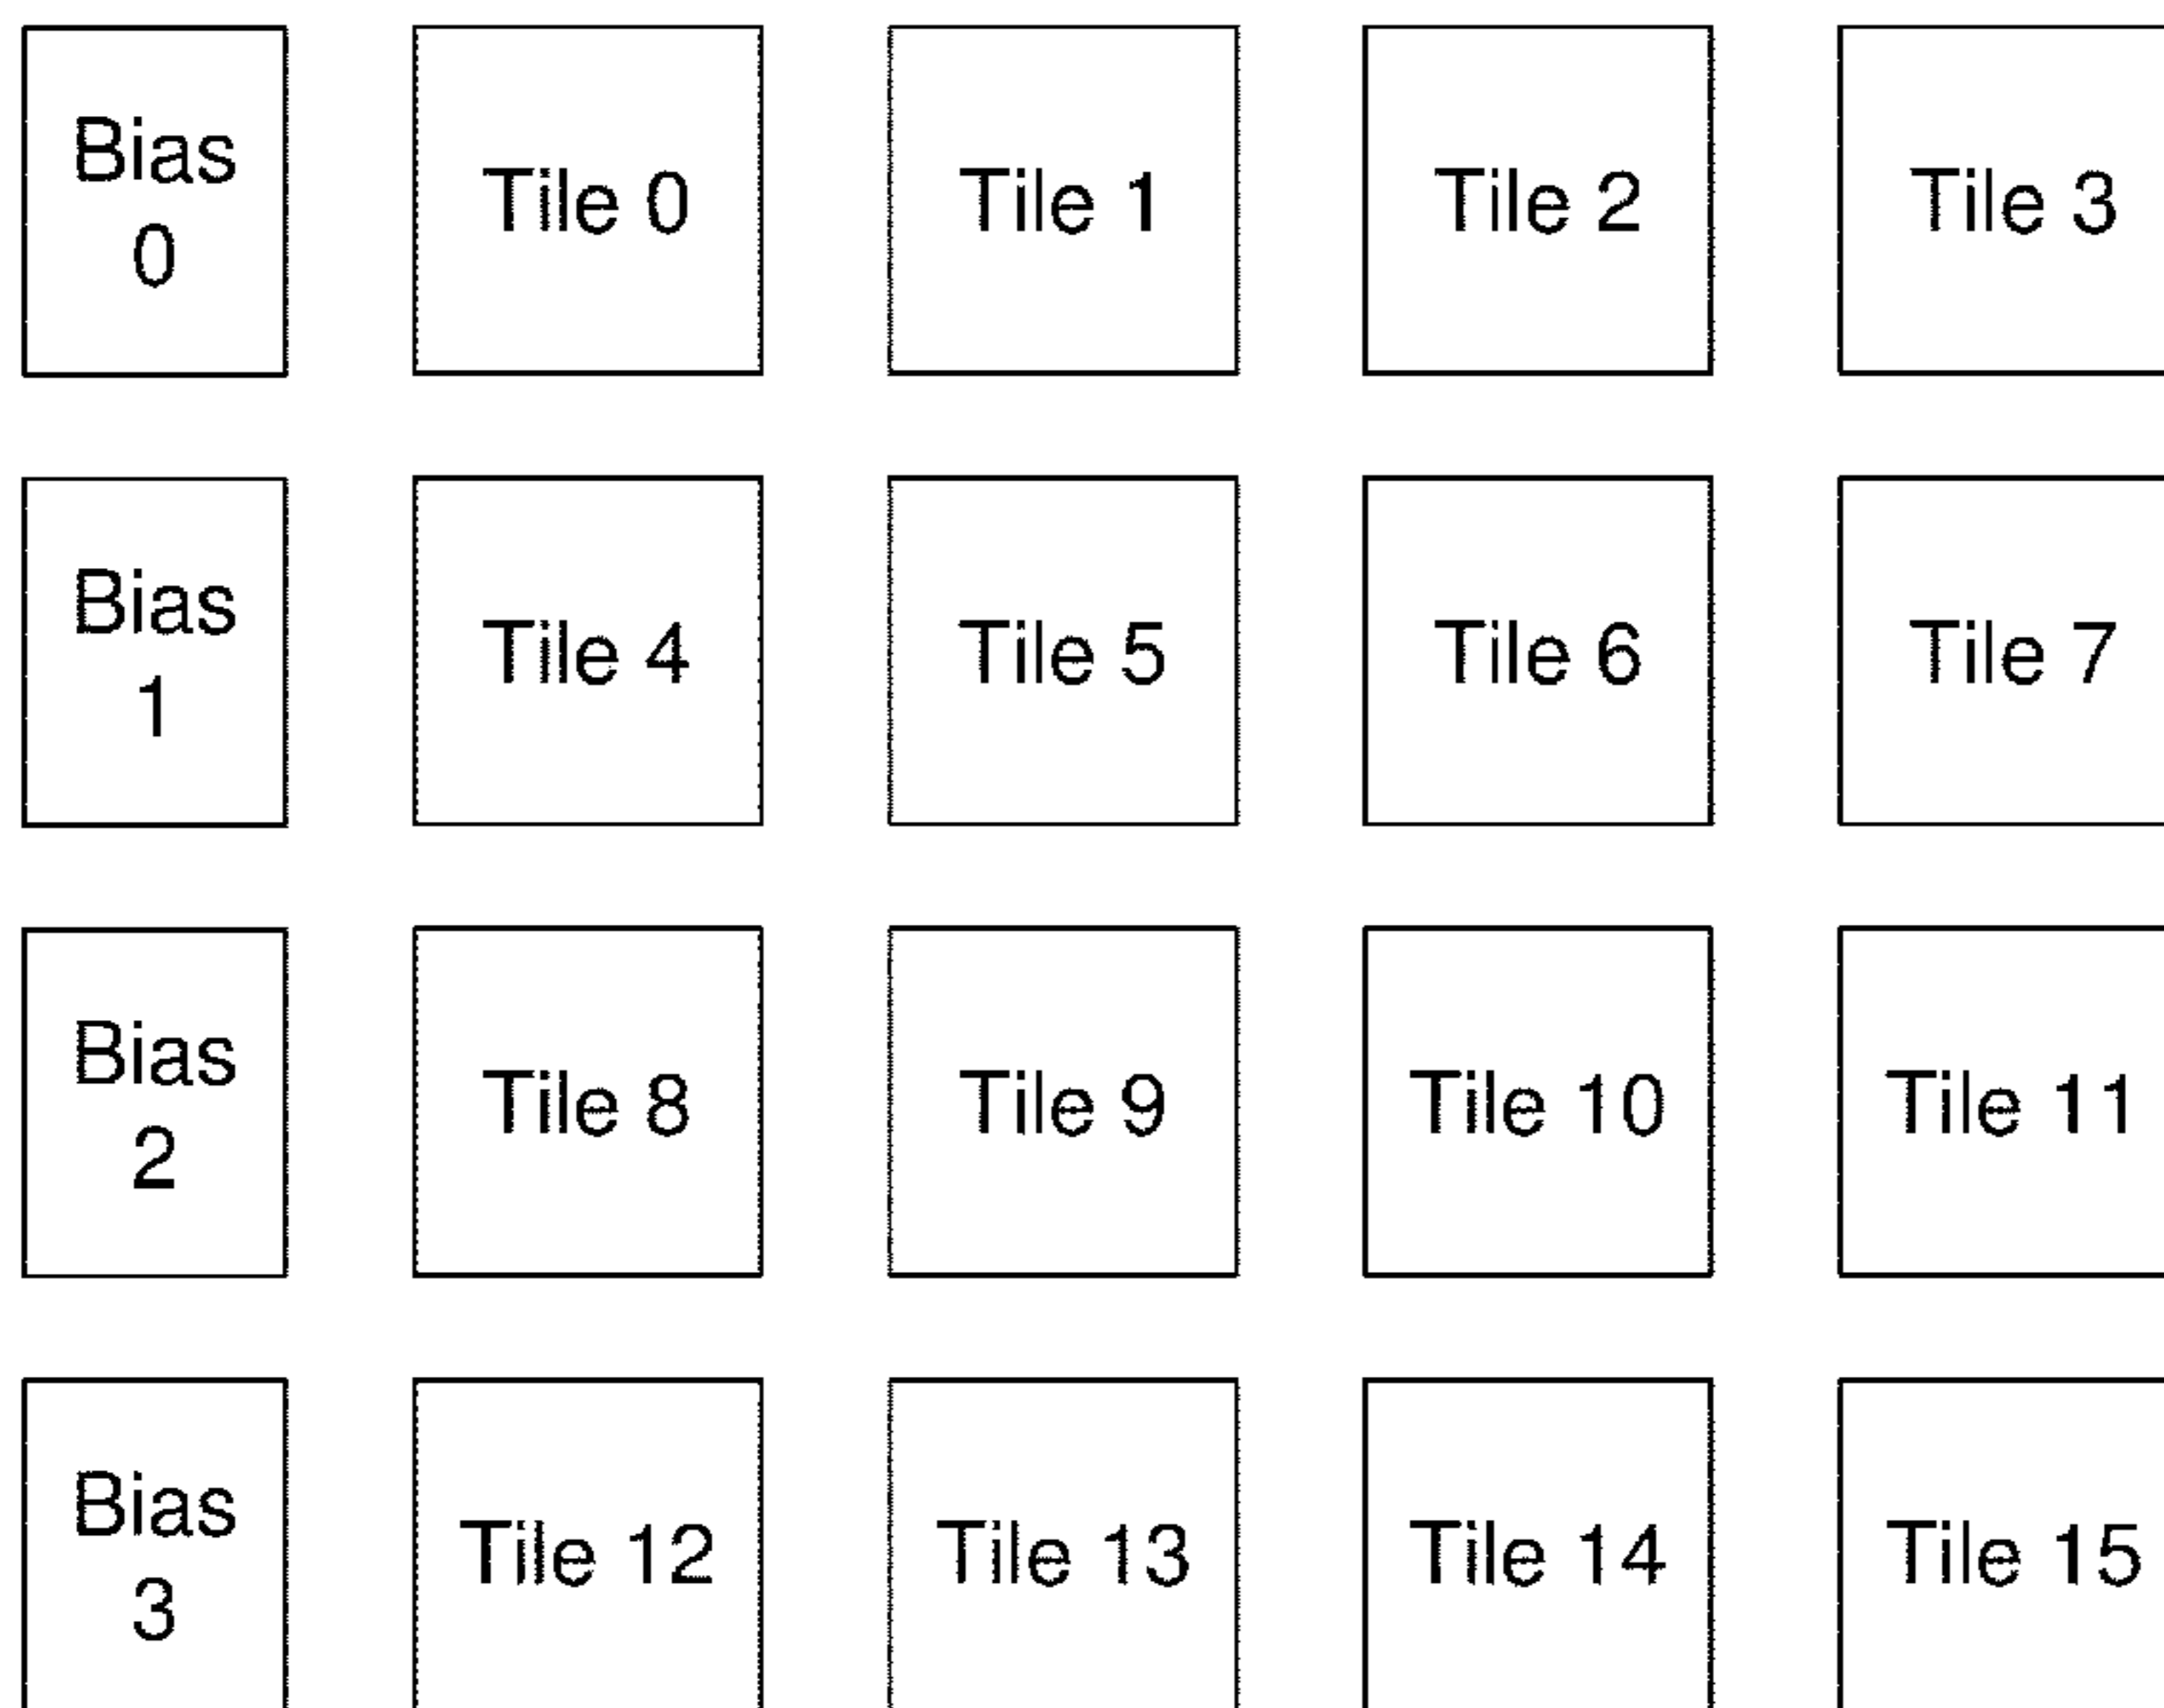 Bias
0
Tile 0
Tile 1
Tile 2
Tile 3
Bias
1
Tile 4
Tile 5
Tile 6
Tile 7
Bias
2
Tile 8
Tile 9
Tile 10
Tile 11
Bias
3
Tile 12
Tile 13
Tile 14
Tile 15